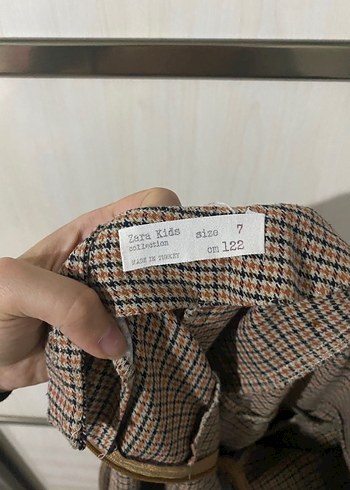 Zara Kids size 7
collection cm 122
MADE IN TURKEY